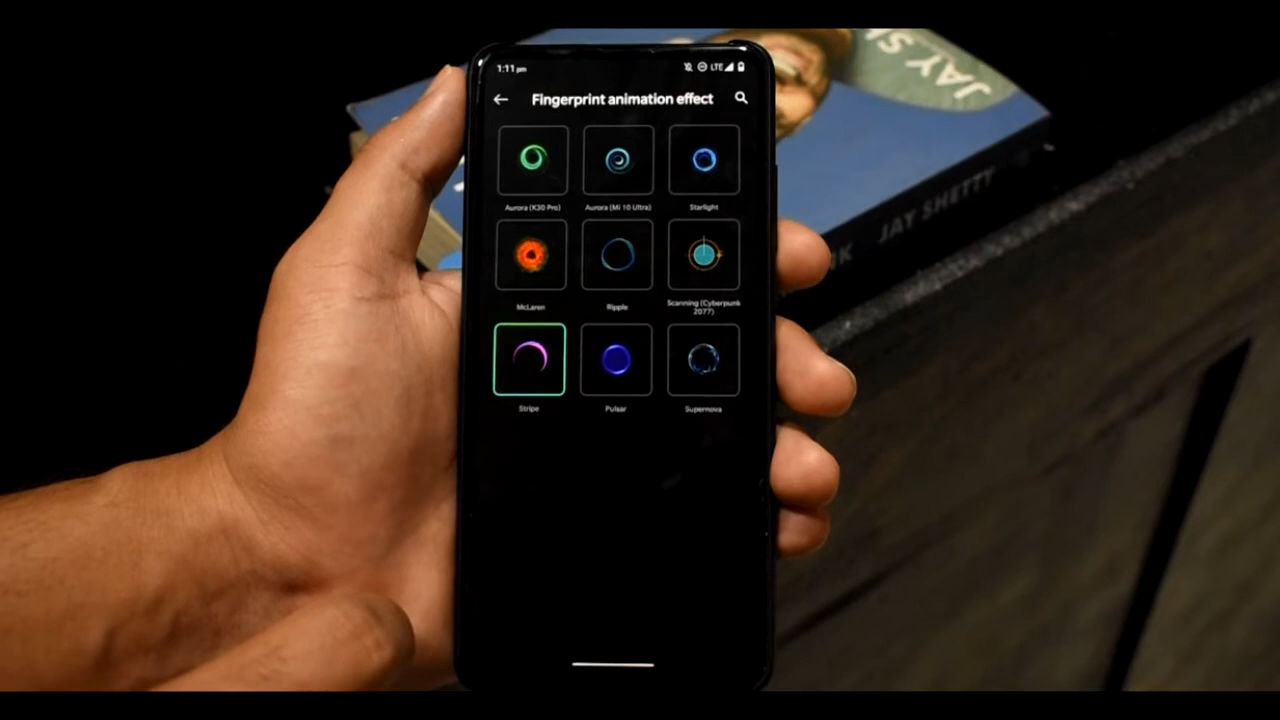 1:11 pm
LTE
Fingerprint animation effect
Aurora (K30 Pro)
Aurora (Mi 10 Ultra)
Starlight
McLaren
Ripple
Scanning (Cyberpunk
2077)
Stripe
Pulsar
Supernova
JAY SHETTY